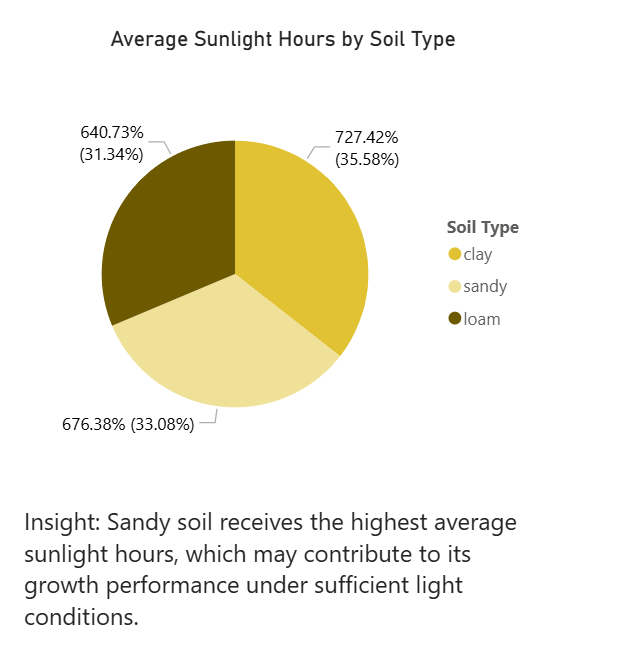 Average Sunlight Hours by Soil Type
640.73%
(31.34%)
727.42%
(35.58%)
Soil Type
clay
sandy
loam
676.38% (33.08%)
Insight: Sandy soil receives the highest average
sunlight hours, which may contribute to its
growth performance under sufficient light
conditions.